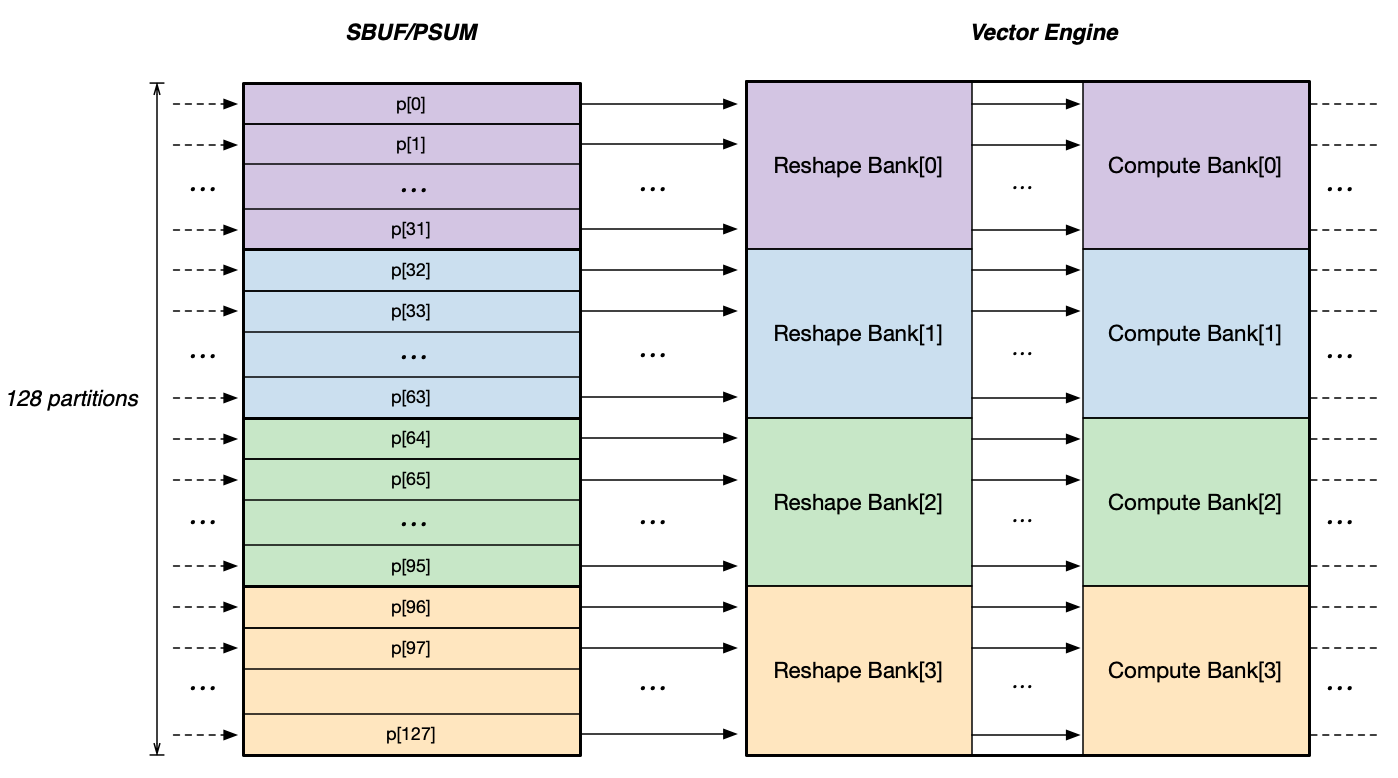 SBUF/PSUM
Vector Engine
128 partitions
p[0]
p[1]
...
p[31]
p[32]
p[33]
...
p[63]
p[64]
p[65]
...
p[95]
p[96]
p[97]
p[127]
...
...
...
...
...
...
...
...
Reshape Bank[0]
Reshape Bank[1]
Reshape Bank[2]
Reshape Bank[3]
...
...
...
...
Compute Bank[0]
Compute Bank[1]
Compute Bank[2]
Compute Bank[3]
...
...
...
...